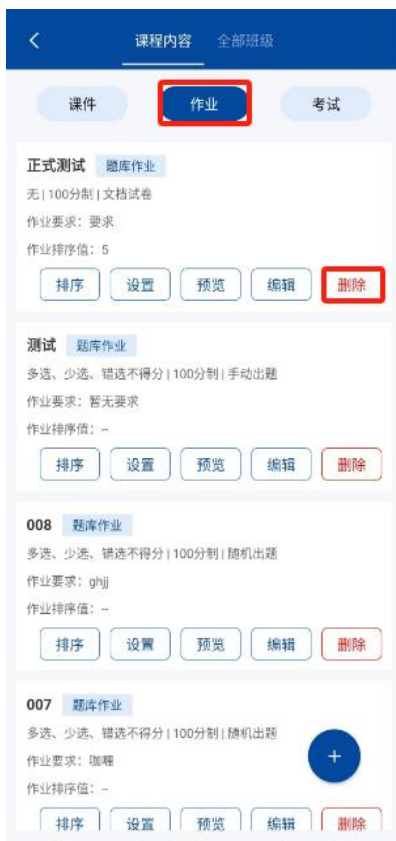 课程内容 全部班级
课件 作业 考试
正式测试 题库作业
无|100分制|文档试卷
作业要求：要求
作业排序值：5
排序 设置 预览 编辑 删除
测试 题库作业
多选、少选、错选不得分|100分制|手动出题
作业要求：暂无要求
作业排序值：--
排序 设置 预览 编辑 删除
008 题库作业
多选、少选、错选不得分|100分制|随机出题
作业要求：ghjj
作业排序值：--
排序 设置 预览 编辑 删除
007 题库作业
多选、少选、错选不得分|100分制|随机出题
作业要求：咖喱
作业排序值：--
排序 设置 预览 编辑 删除